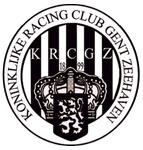 KONINKLIJKE RACING CLUB GENT ZEEHAVEN
K R C G Z
18 99